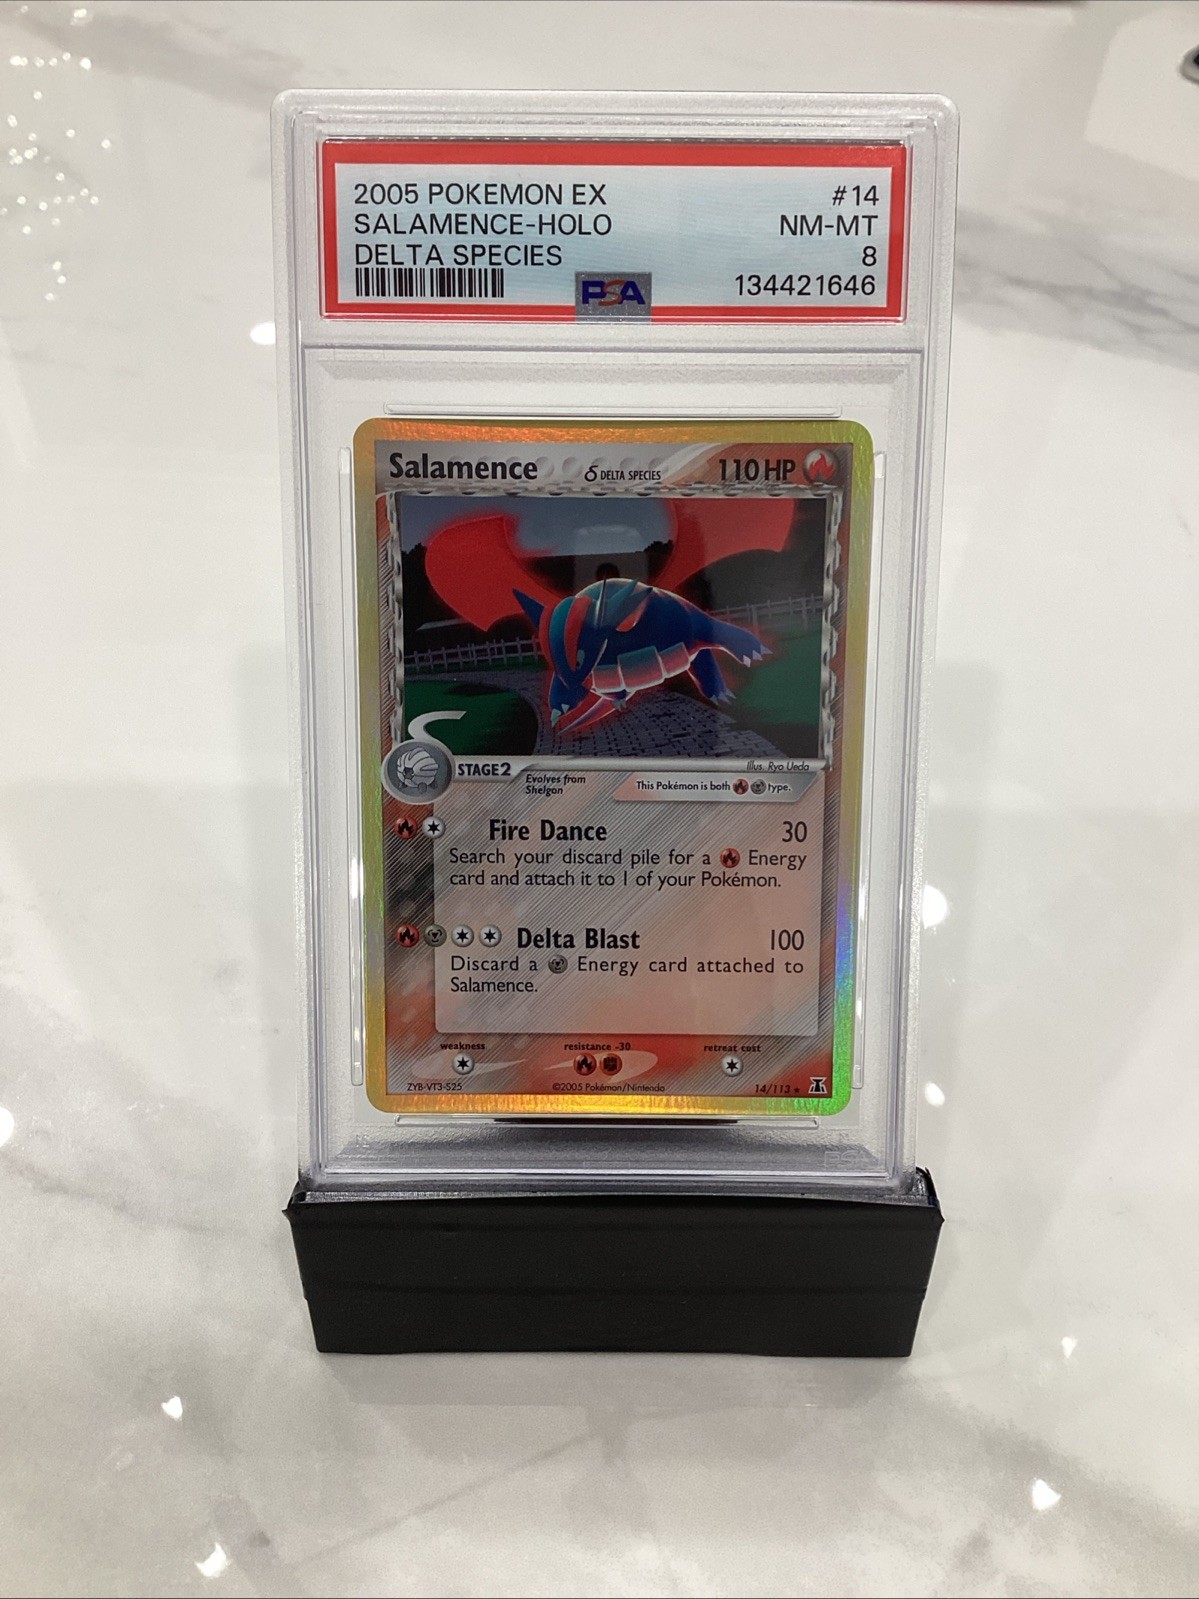 2005 POKEMON EX #14
SALAMENCE-HOLO NM-MT
DELTA SPECIES 8
PSA 134421646
Salamence δ DELTA SPECIES 110 HP
Illus. Ryo Ueda
STAGE 2 Evolves from
Shelgon
This Pokémon is both type.
Fire Dance 30
Search your discard pile for a Energy
card and attach it to 1 of your Pokémon.
Delta Blast 100
Discard a Energy card attached to
Salamence.
weakness resistance -30 retreat cost
ZYB-VT3-525 ©2005 Pokémon/Nintendo 14/113 ★